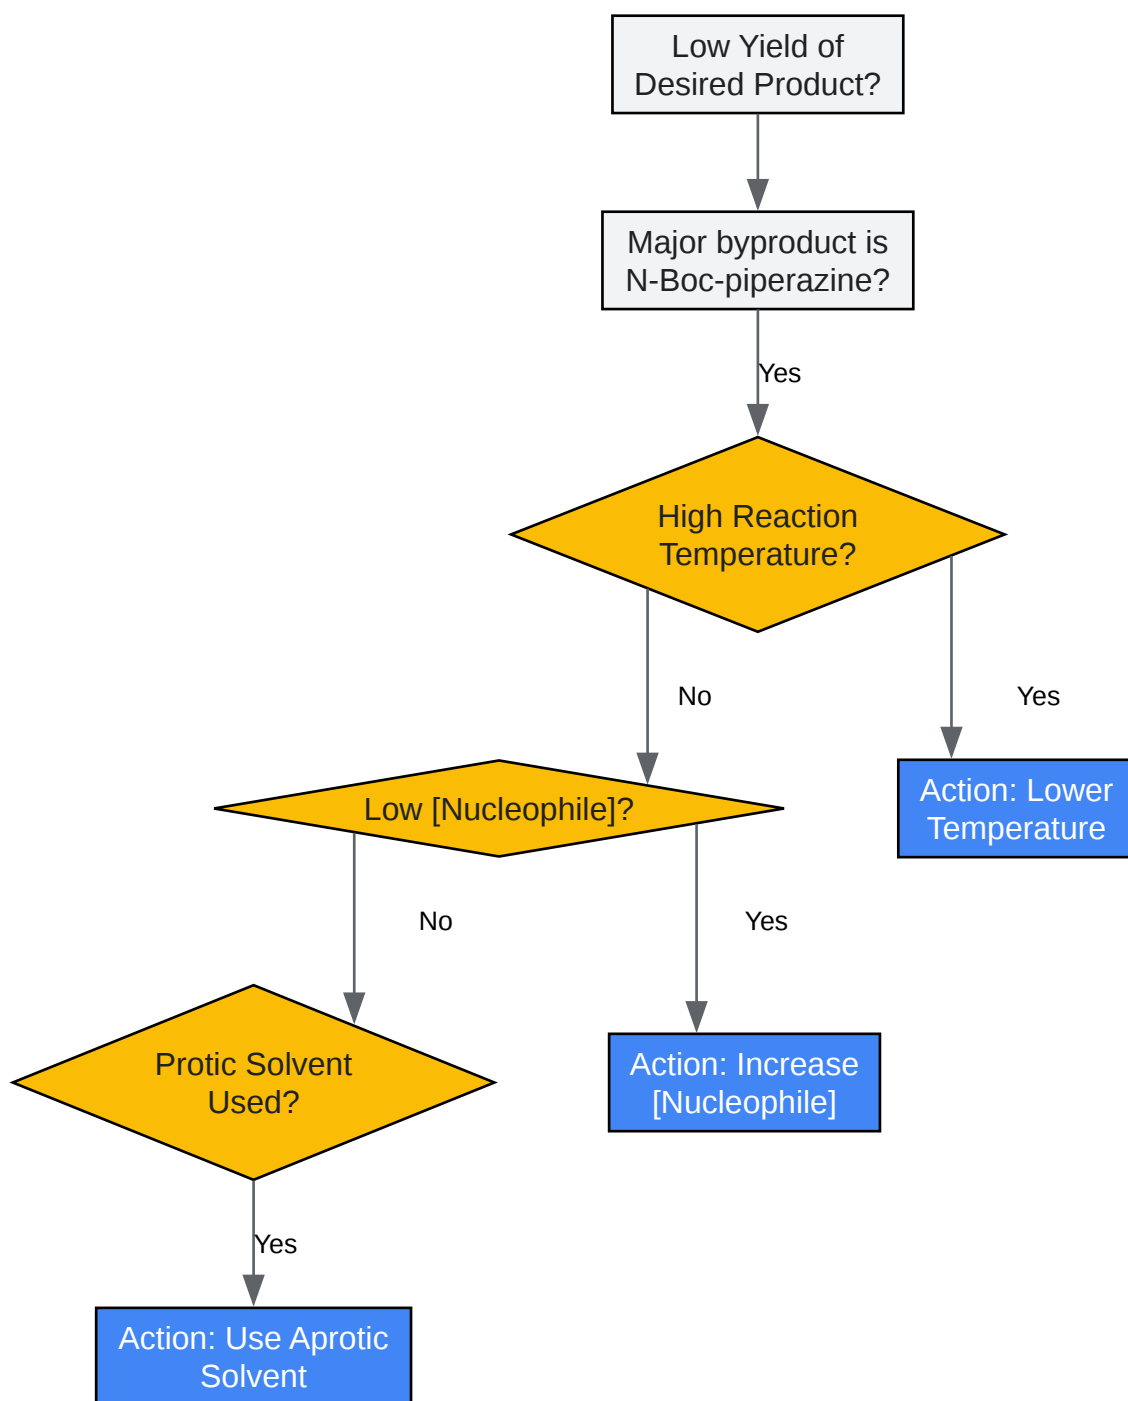 Low Yield of
Desired Product?
Major byproduct is
N-Boc-piperazine?
Yes
High Reaction
Temperature?
No
Yes
Low [Nucleophile]?
Action: Lower
Temperature
No
Yes
Protic Solvent
Used?
Action: Increase
[Nucleophile]
Yes
Action: Use Aprotic
Solvent